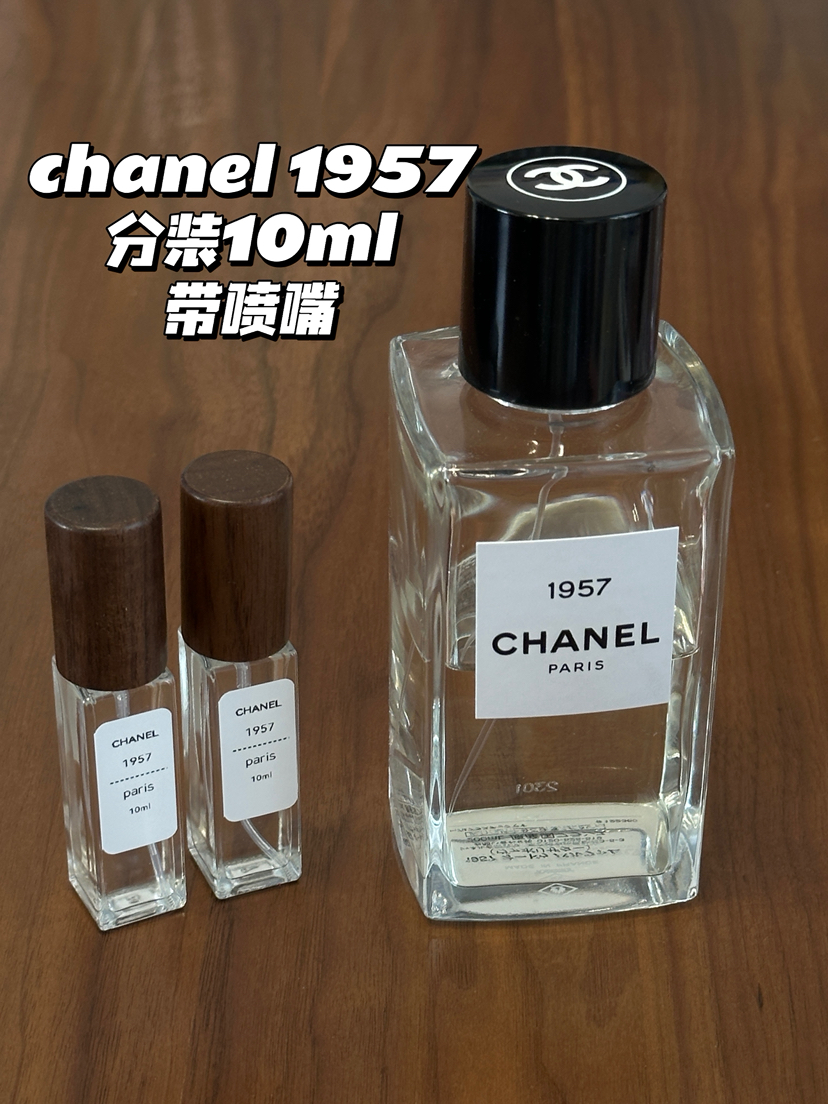 chanel 1957
分装10ml
带喷嘴
1957
CHANEL
PARIS
CHANEL
1957
paris
10ml
CHANEL
1957
paris
10ml
S201